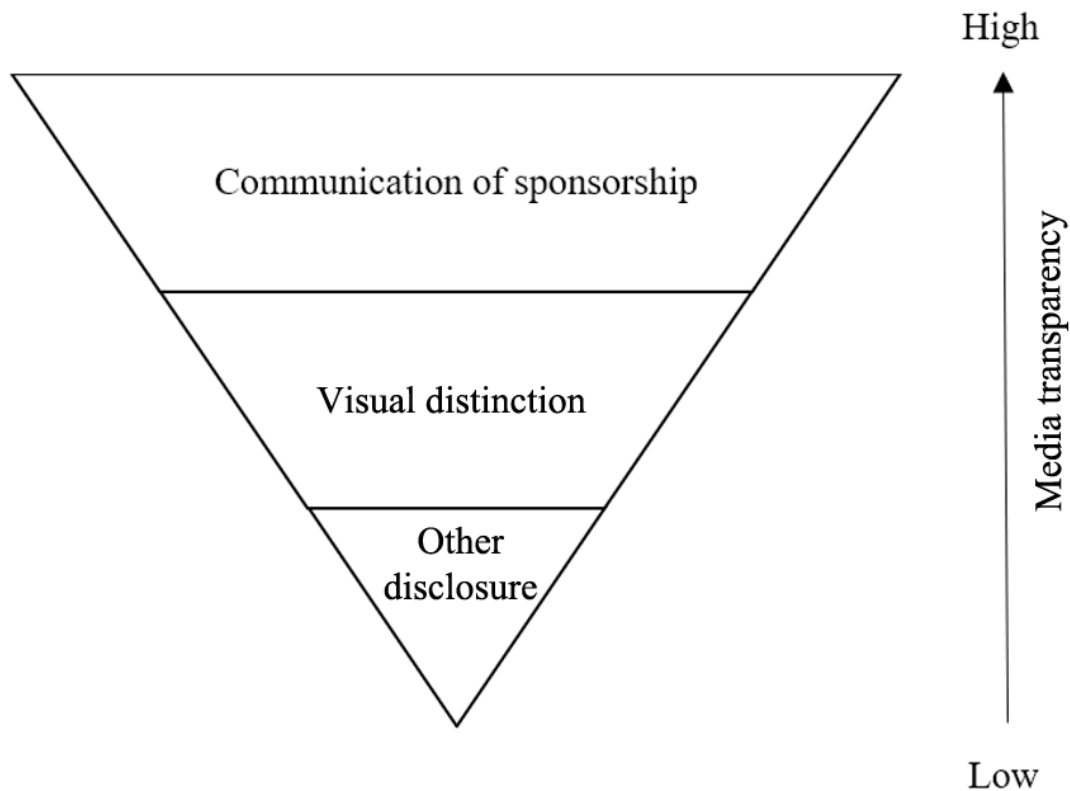 High
Communication of sponsorship
Media transparency
Visual distinction
Other
disclosure
Low